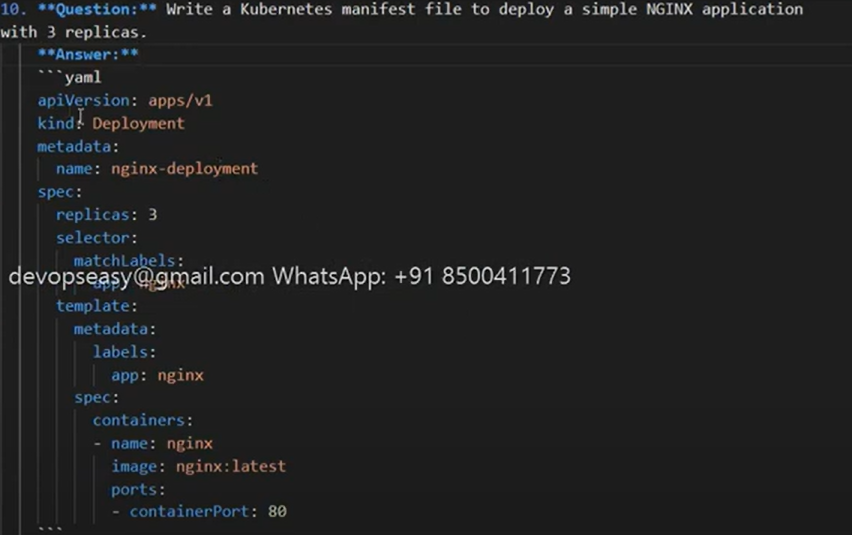 10. **Question:** Write a Kubernetes manifest file to deploy a simple NGINX application
with 3 replicas.
**Answer:**
```yaml
apiVersion: apps/v1
kind: Deployment
metadata:
name: nginx-deployment
spec:
replicas: 3
selector:
matchLabels:
devopseasy@gmail.com WhatsApp: +91 8500411773
app: nginx
template:
metadata:
labels:
app: nginx
spec:
containers:
- name: nginx
image: nginx:latest
ports:
- containerPort: 80
```